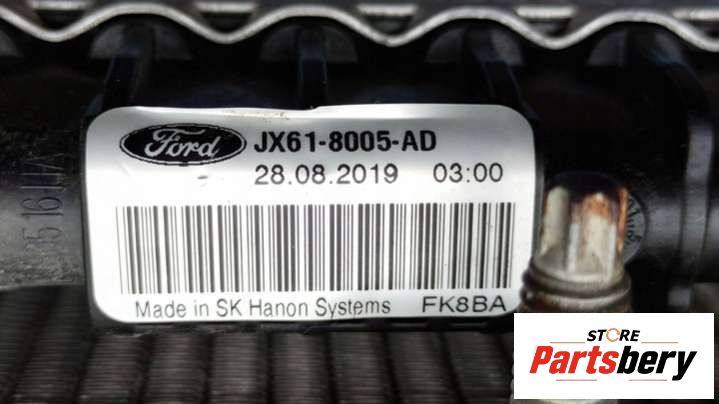 Ford JX61-8005-AD
28.08.2019 03:00
Made in SK Hanon Systems FK8BA
STORE
Partsbery